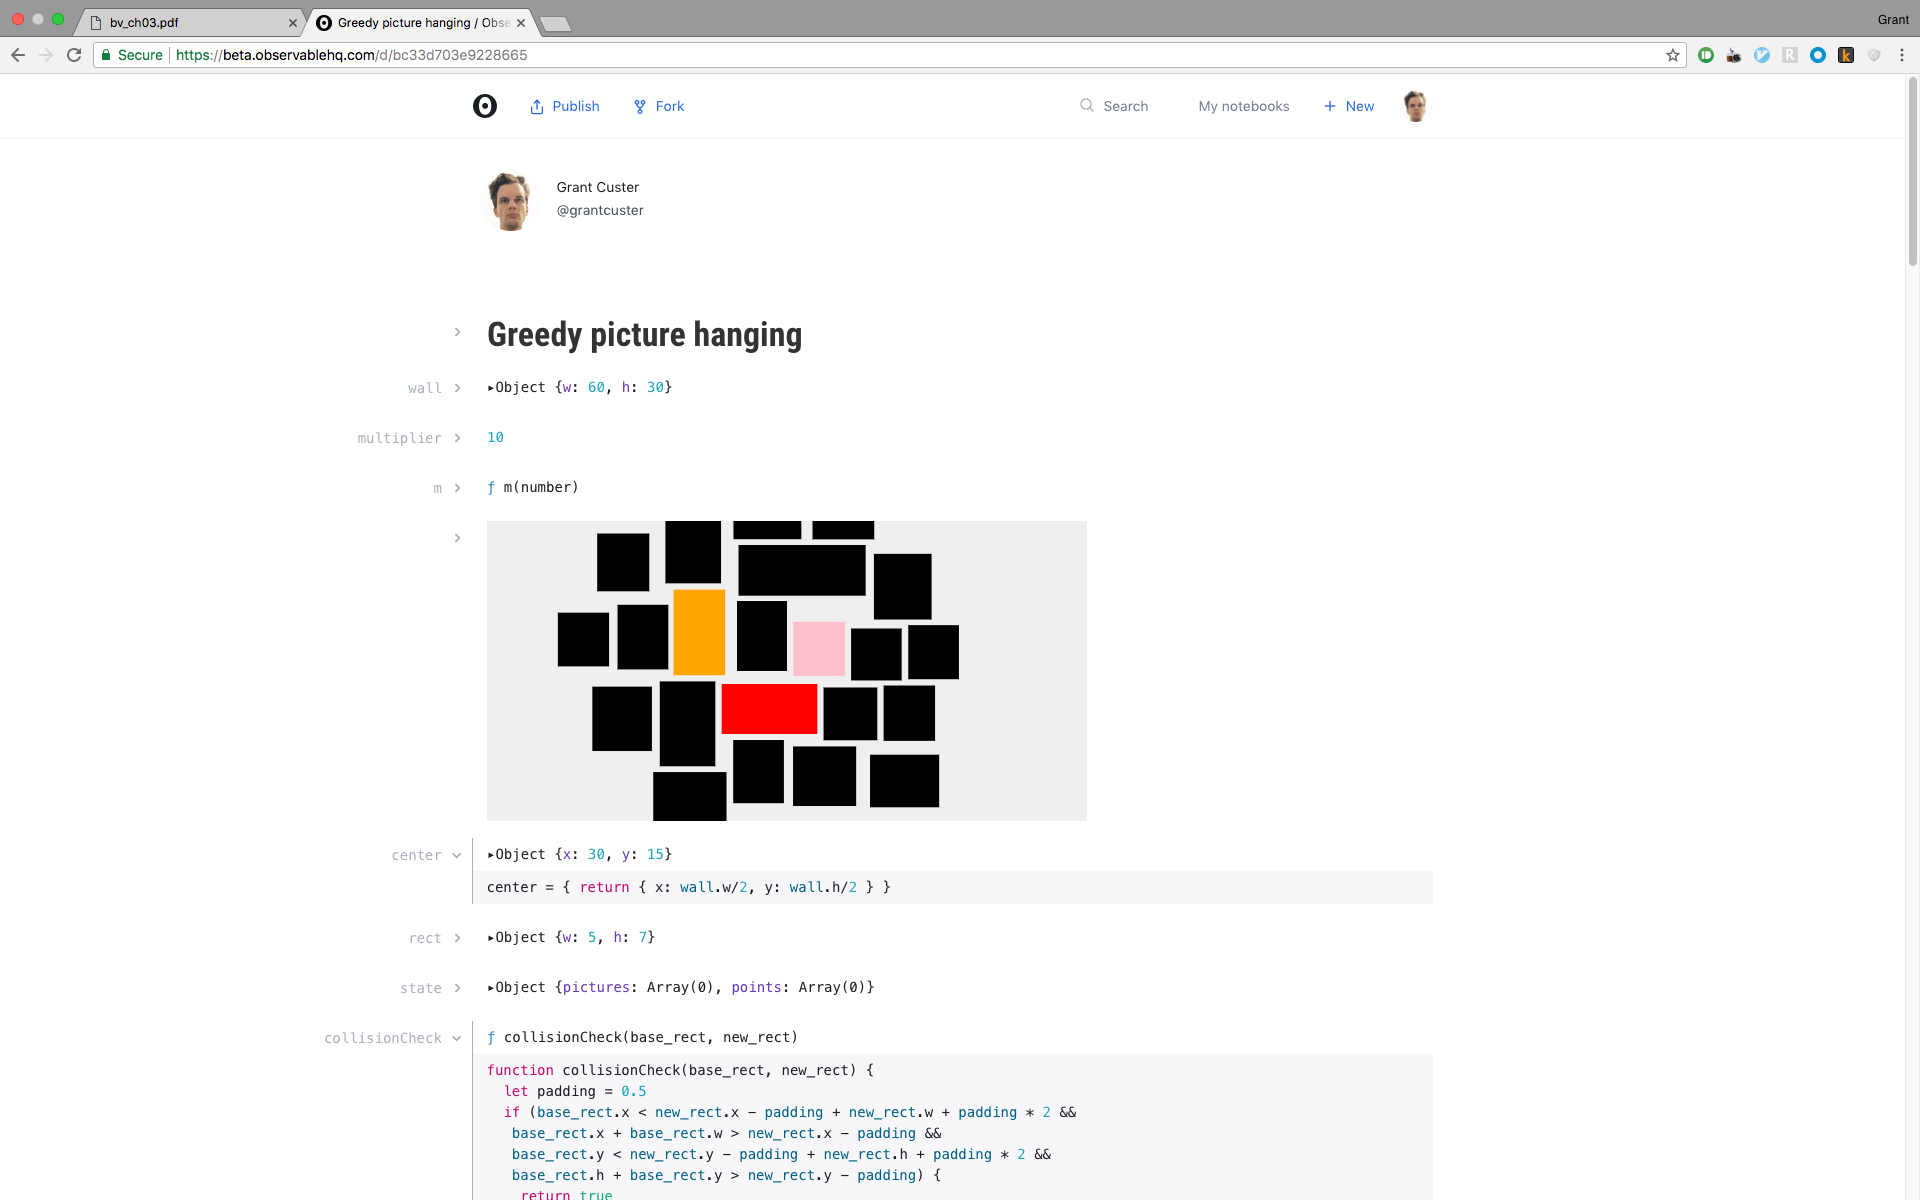 Grant
bv_ch03.pdf
Greedy picture hanging / Obse
Secure https://beta.observablehq.com/d/bc33d703e9228665
Publish Fork Search My notebooks + New
Grant Custer
@grantcuster
Greedy picture hanging
wall ▸Object {w: 60, h: 30}
multiplier 10
m ƒ m(number)
center ▸Object {x: 30, y: 15}
center = { return { x: wall.w/2, y: wall.h/2 } }
rect ▸Object {w: 5, h: 7}
state ▸Object {pictures: Array(0), points: Array(0)}
collisionCheck ƒ collisionCheck(base_rect, new_rect)
function collisionCheck(base_rect, new_rect) {
let padding = 0.5
if (base_rect.x < new_rect.x - padding + new_rect.w + padding * 2 &&
base_rect.x + base_rect.w > new_rect.x - padding &&
base_rect.y < new_rect.y - padding + new_rect.h + padding * 2 &&
base_rect.h + base_rect.y > new_rect.y - padding) {
return true